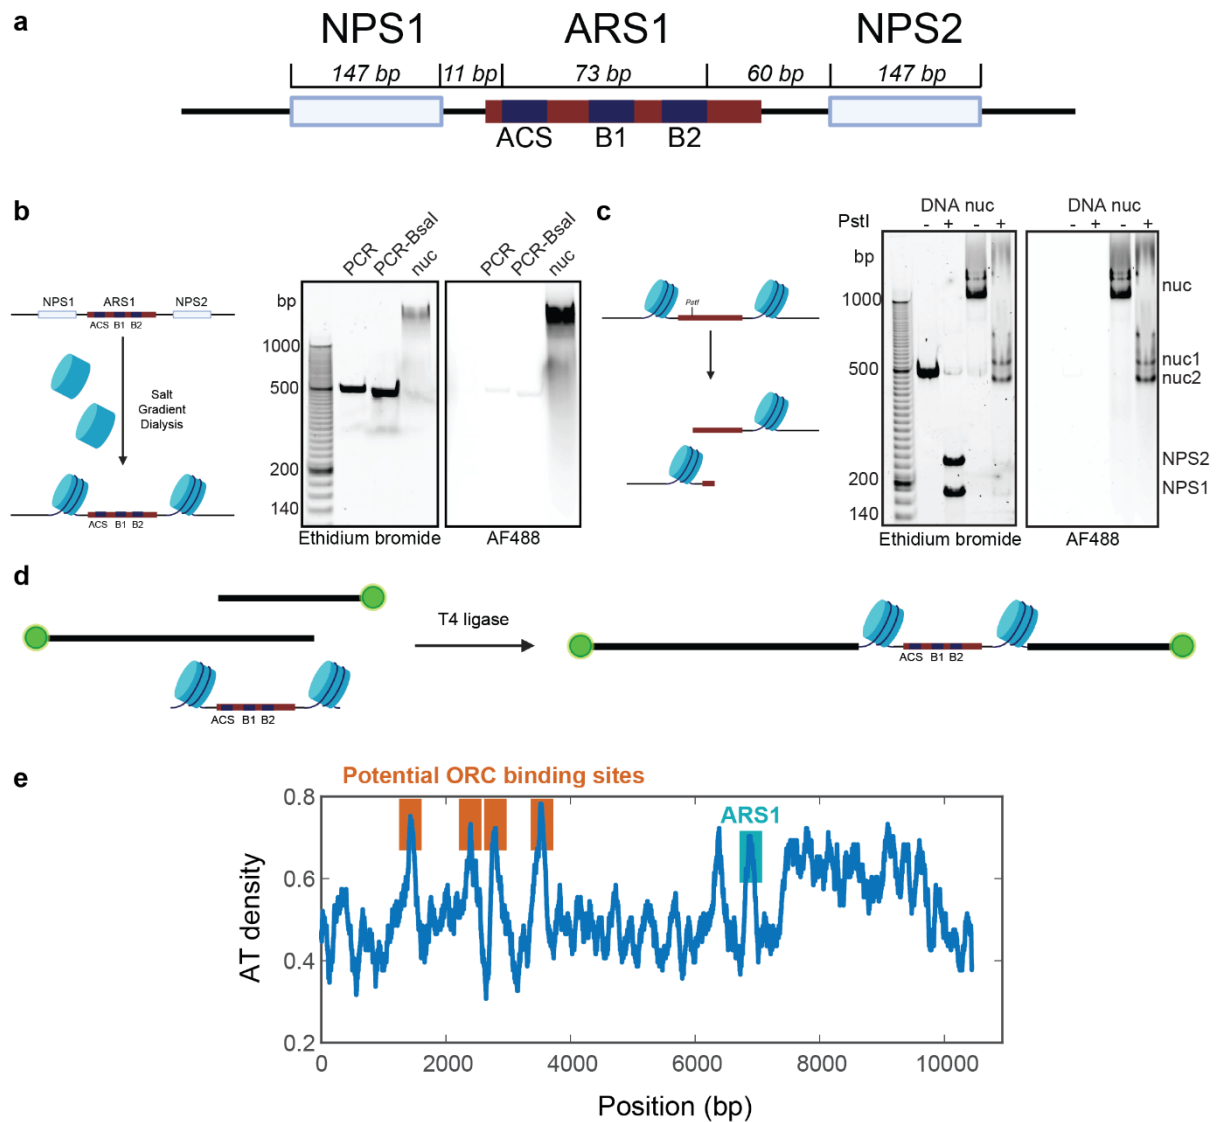 a
NPS1 ARS1 NPS2
147 bp 11 bp 73 bp 60 bp 147 bp
ACS B1 B2
b
NPS1 ARS1 NPS2
ACS B1 B2
Salt
Gradient
Dialysis
ACS B1 B2
PCR PCR-BsaI nuc PCR PCR-BsaI nuc
bp
1000
500
200
140
Ethidium bromide AF488
c
PstI
DNA nuc DNA nuc
PstI - + - + - + - +
bp
1000
500
200
140
nuc
nuc1
nuc2
NPS2
NPS1
Ethidium bromide AF488
d
T4 ligase
ACS B1 B2
ACS B1 B2
e
Potential ORC binding sites
ARS1
AT density
0.8
0.6
0.4
0.2
0 2000 4000 6000 8000 10000
Position (bp)